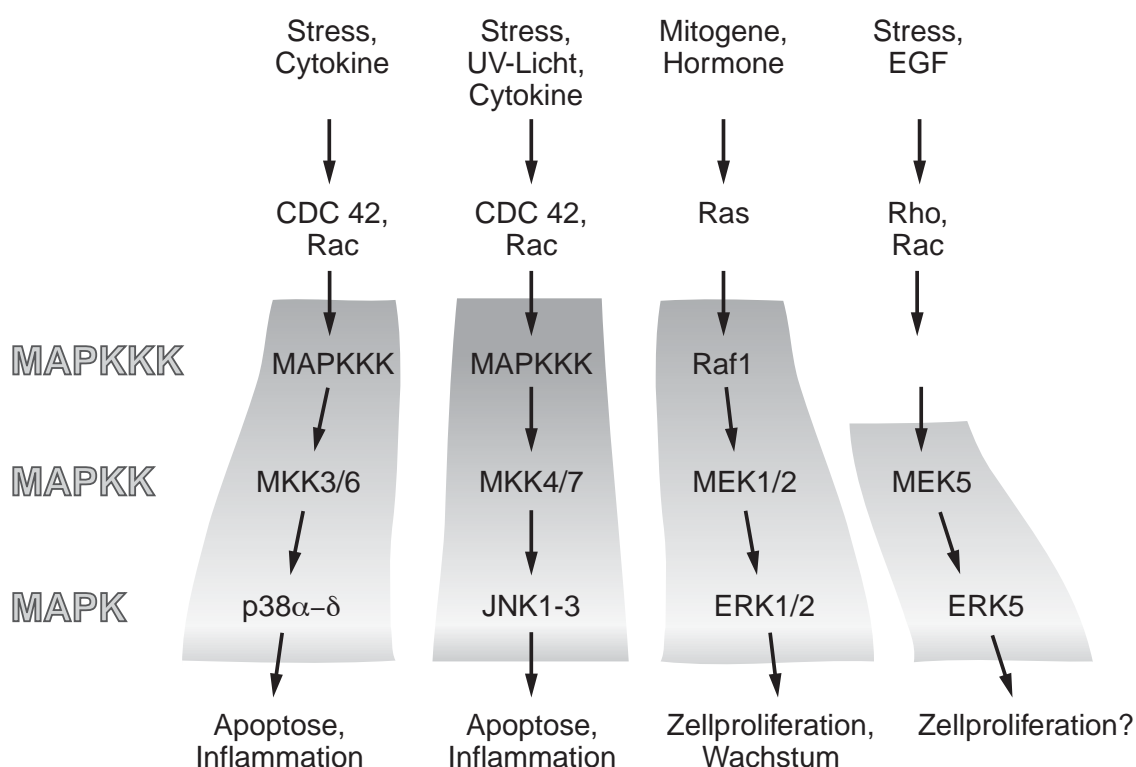 Stress,
Cytokine
Stress,
UV-Licht,
Cytokine
Mitogene,
Hormone
Stress,
EGF
CDC 42,
Rac
CDC 42,
Rac
Ras
Rho,
Rac
MAPKKK
MAPKKK
MAPKKK
Raf1
MAPKK
MKK3/6
MKK4/7
MEK1/2
MEK5
MAPK
p38α–δ
JNK1-3
ERK1/2
ERK5
Apoptose,
Inflammation
Apoptose,
Inflammation
Zellproliferation,
Wachstum
Zellproliferation?